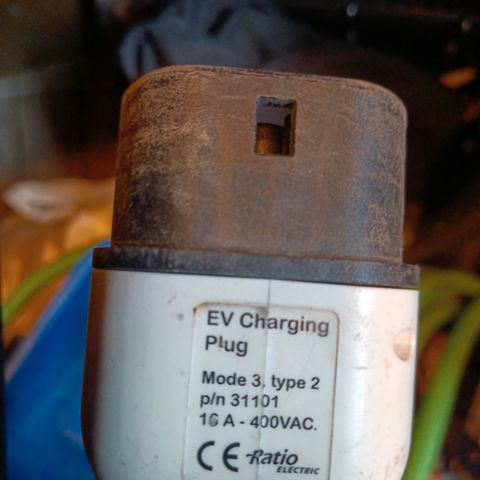 EV Charging
Plug
Mode 3, type 2
p/n 31101
16 A - 400VAC.
CE Ratio
ELECTRIC